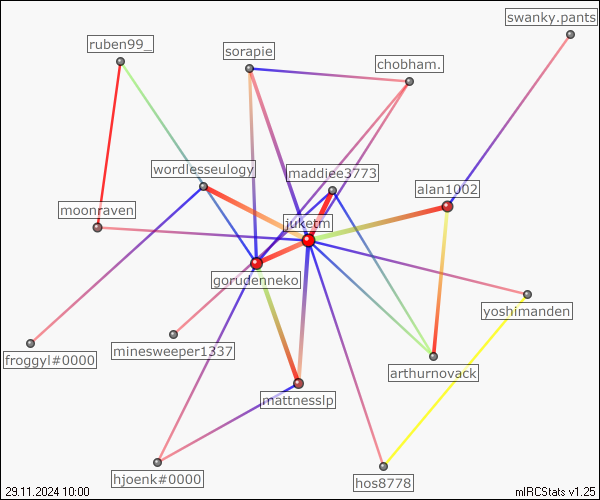 swanky.pants
ruben99_
sorapie
chobham.
wordlesseulogy
maddiee3773
alan1002
moonraven
juketm
gorudenneko
yoshimanden
minesweeper1337
froggyl#0000
arthurnovack
mattnesslp
hjoenk#0000
hos8778
29.11.2024 10:00
mIRCStats v1.25